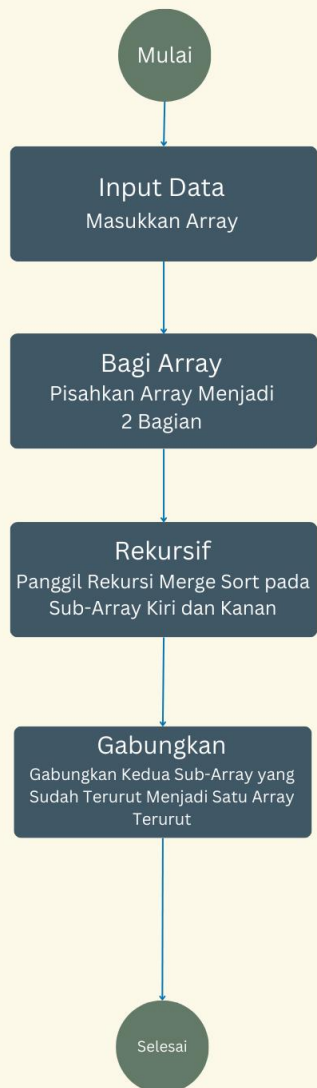 Mulai
Input Data
Masukkan Array
Bagi Array
Pisahkan Array Menjadi
2 Bagian
Rekursif
Panggil Rekursi Merge Sort pada
Sub-Array Kiri dan Kanan
Gabungkan
Gabungkan Kedua Sub-Array yang
Sudah Terurut Menjadi Satu Array
Terurut
Selesai